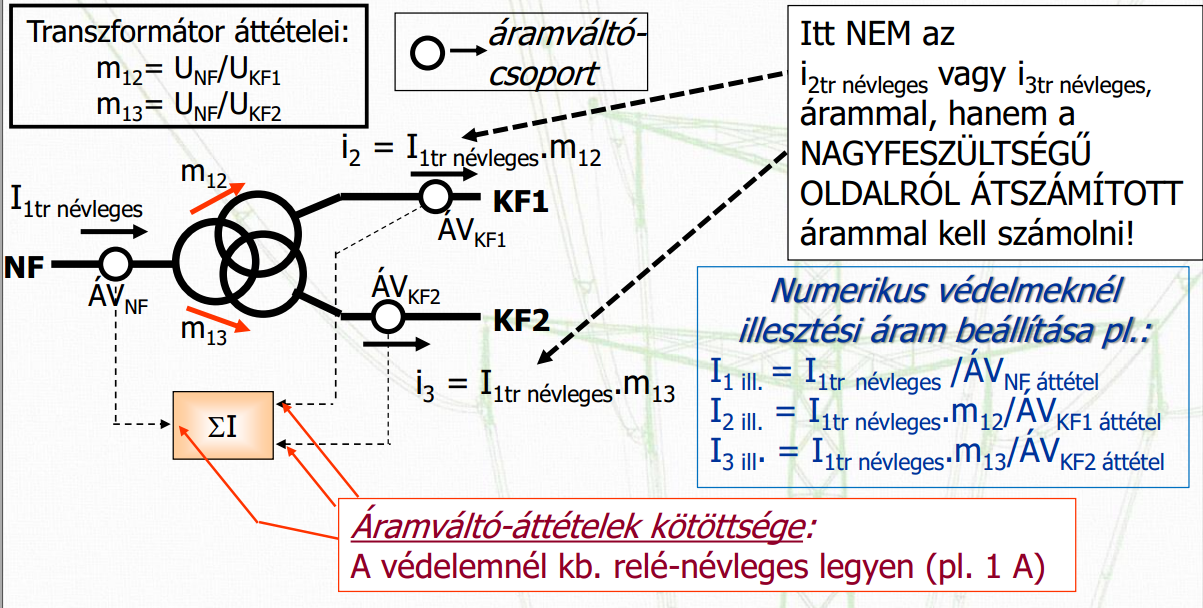 Transzformátor áttételei:
m12= UNF/UKF1
m13= UNF/UKF2
áramváltó-
csoport
Itt NEM az
i2tr névleges vagy i3tr névleges,
árammal, hanem a
NAGYFESZÜLTSÉGŰ
OLDALRÓL ÁTSZÁMÍTOTT
árammal kell számolni!
i2 = I1tr névleges.m12
m12
I1tr névleges
KF1
ÁVKF1
NF
ÁVNF
ÁVKF2
KF2
m13
i3 = I1tr névleges.m13
ΣI
Numerikus védelmeknél
illesztési áram beállítása pl.:
I1 ill. = I1tr névleges /ÁVNF áttétel
I2 ill. = I1tr névleges.m12/ÁVKF1 áttétel
I3 ill. = I1tr névleges.m13/ÁVKF2 áttétel
Áramváltó-áttételek kötöttsége:
A védelemnél kb. relé-névleges legyen (pl. 1 A)